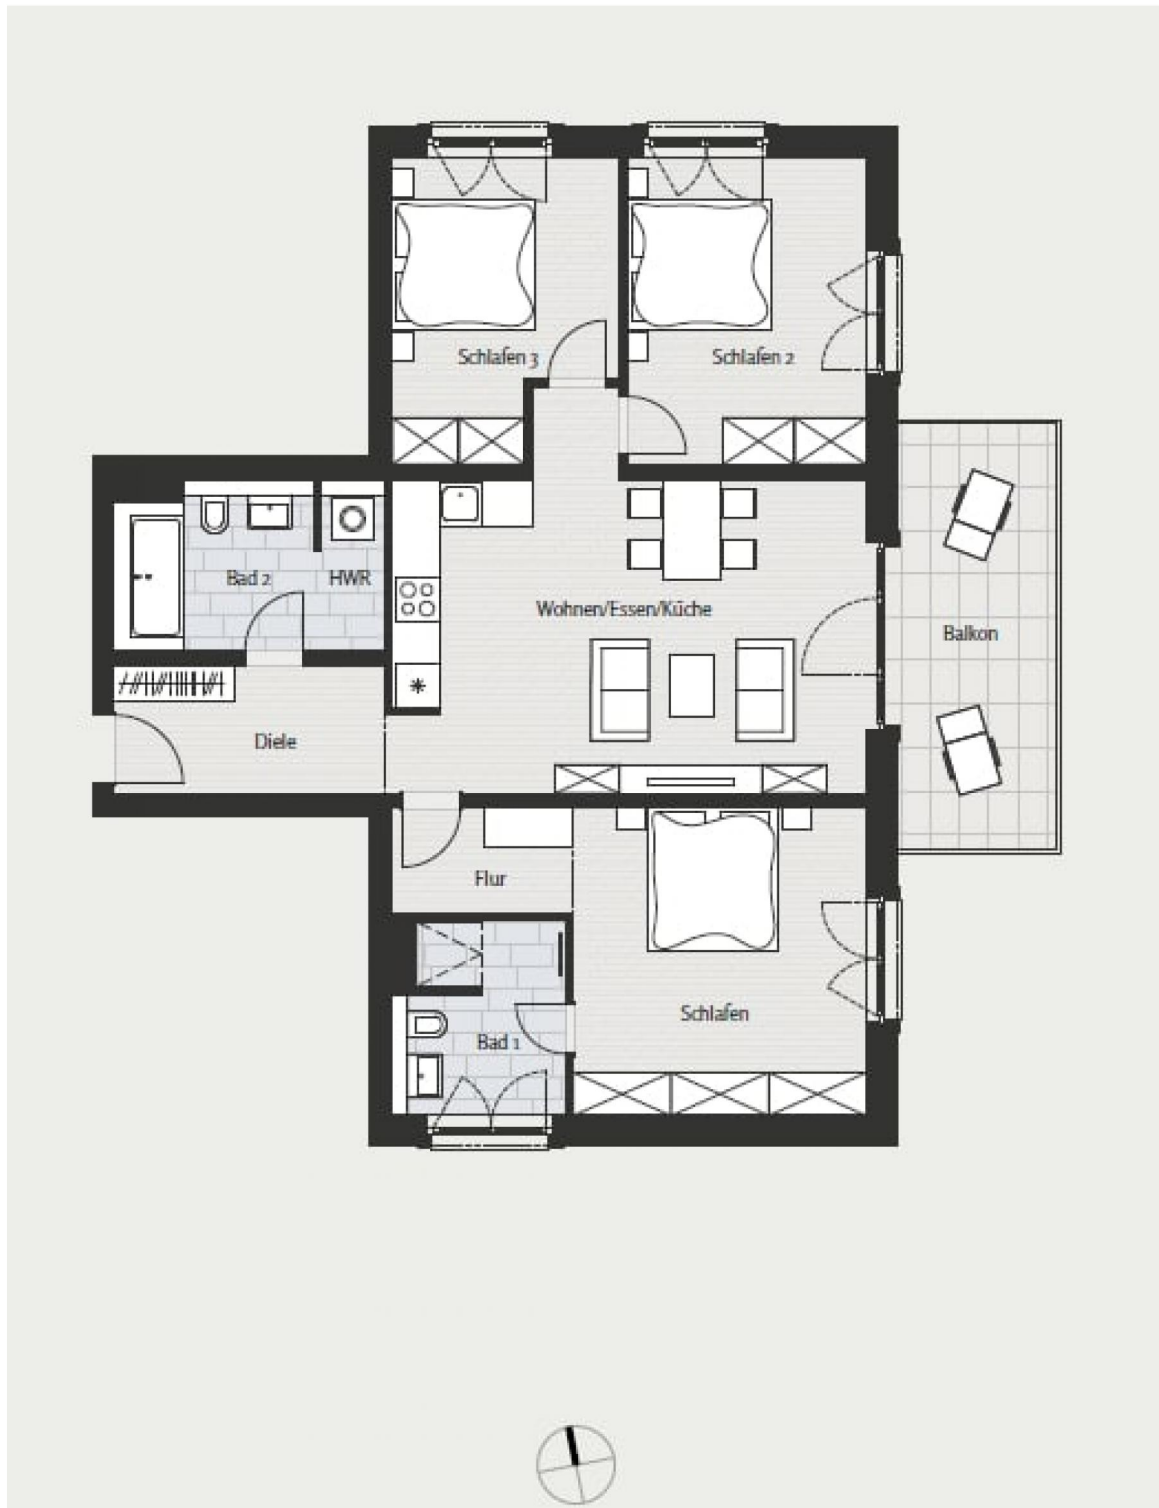 Schlafen 3
Schlafen 2
Bad 2
HWR
Wohnen/Essen/Küche
Balkon
Diele
Flur
Schlafen
Bad 1